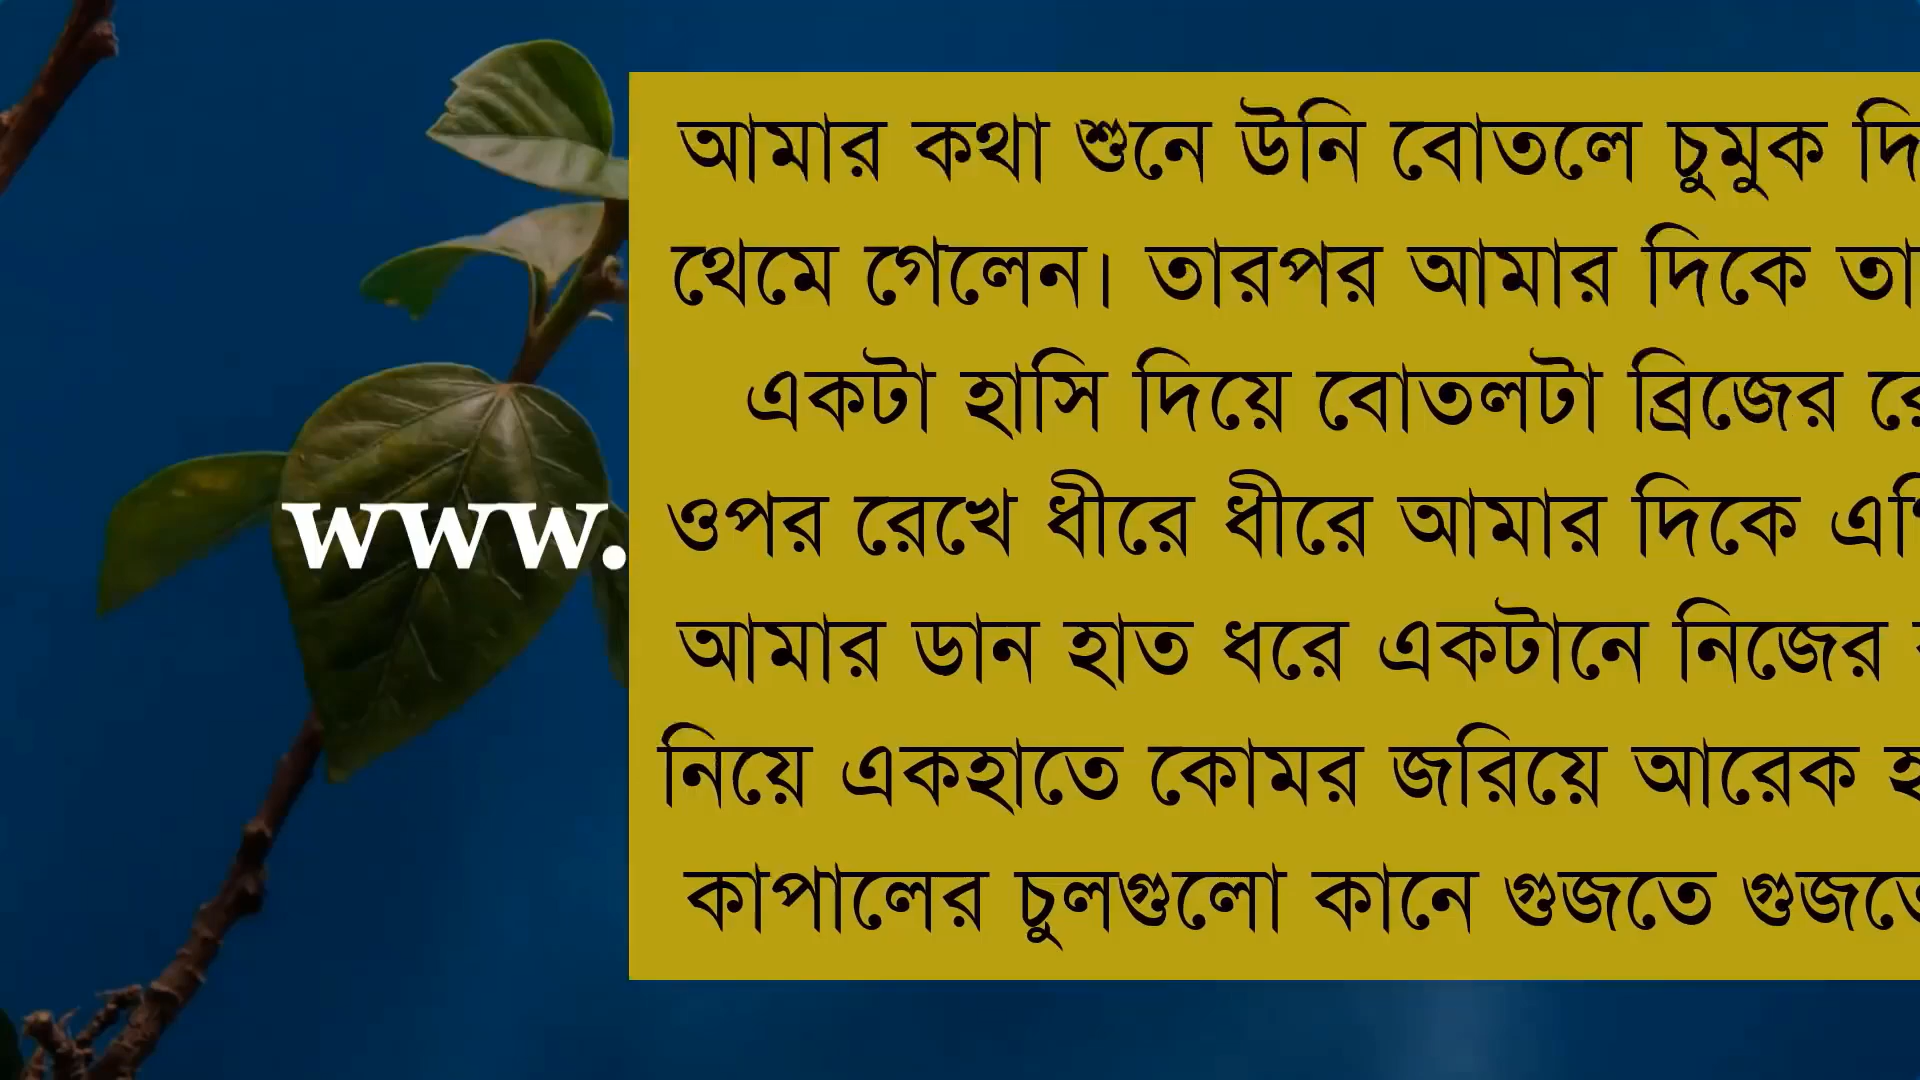 আমার কথা শুনে উনি বোতলে চুমুক
থেমে গেলেন। তারপর আমার দিকে
একটা হাসি দিয়ে বোতলটা ব্রিজের
www.
ওপর রেখে ধীরে ধীরে আমার দিকে
আমার ডান হাত ধরে একটানে নিজের
নিয়ে একহাতে কোমর জরিয়ে আরেক
কাপালের চুলগুলো কানে গুজতে